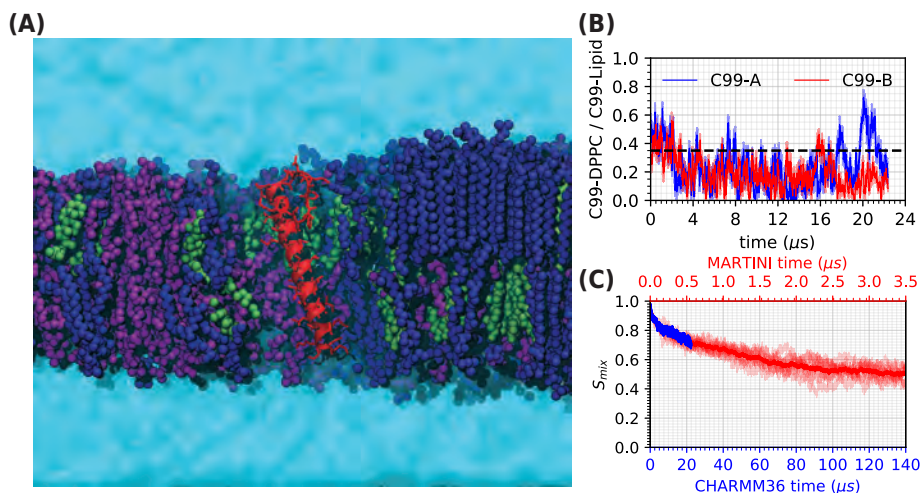 (A)
(B)
C99-DPPC / C99-Lipid
1.0
0.8
0.6
0.4
0.2
0.0
C99-A
C99-B
0 4 8 12 16 20 24
time (μs)
MARTINI time (μs)
(C)
0.0 0.5 1.0 1.5 2.0 2.5 3.0 3.5
Smix
1.0
0.8
0.6
0.4
0.2
0.0
0 20 40 60 80 100 120 140
CHARMM36 time (μs)